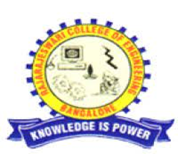 RAJARAJESWARI COLLEGE OF ENGINEERING
BANGALORE
KNOWLEDGE IS POWER